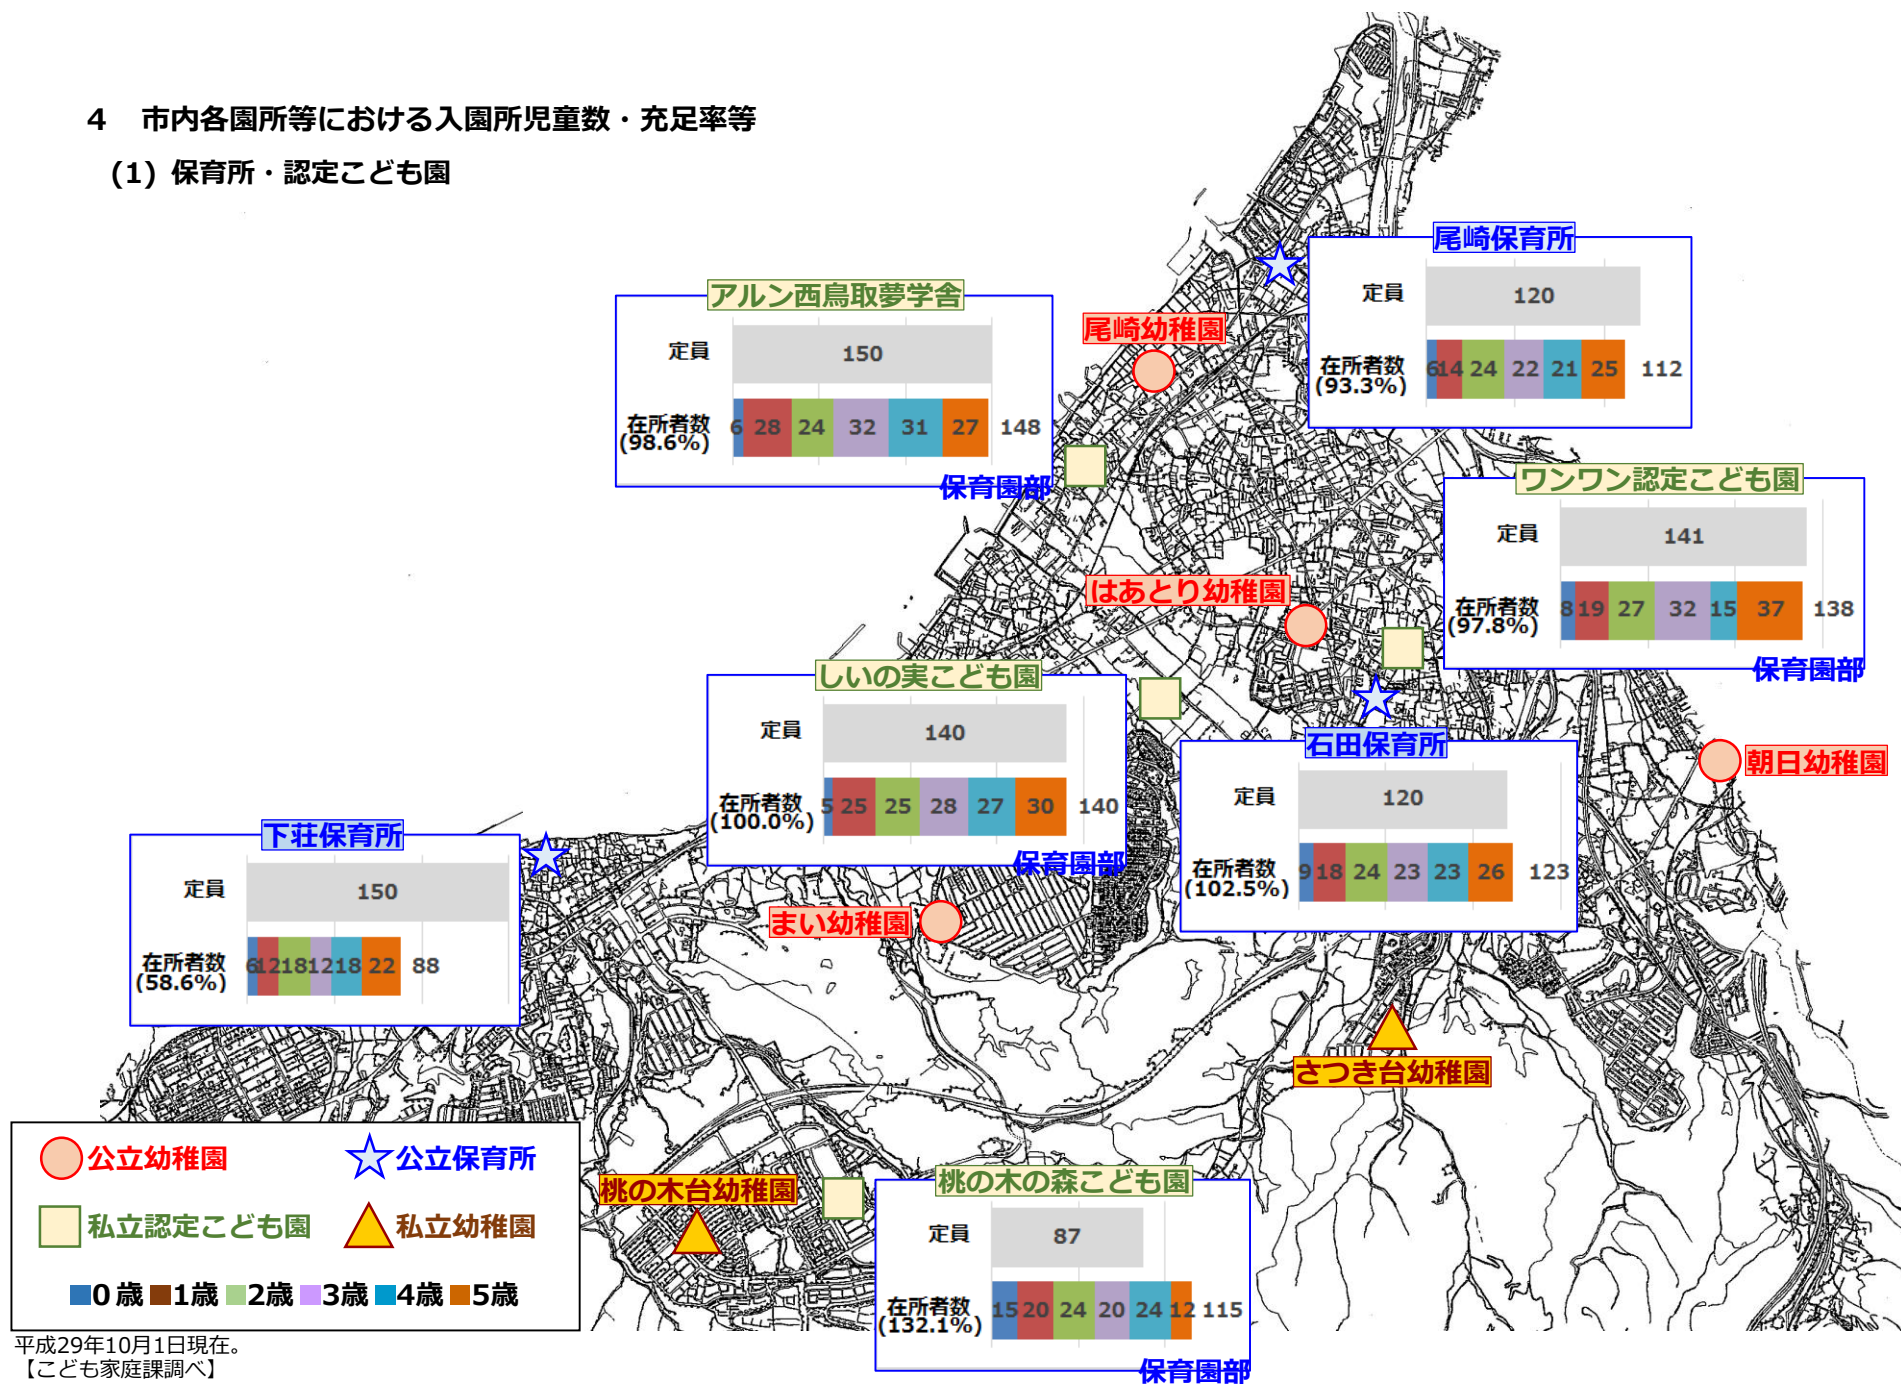 4 市内各園所等における入園所児童数・充足率等
(1) 保育所・認定こども園
尾崎保育所
定員 120
在所者数 (93.3%) 6 14 24 22 21 25 112
アルン西鳥取夢学舎
定員 150
在所者数 (98.6%) 6 28 24 32 31 27 148
保育園部
尾崎幼稚園
ワンワン認定こども園
定員 141
在所者数 (97.8%) 8 19 27 32 15 37 138
保育園部
はあとり幼稚園
しいの実こども園
定員 140
在所者数 (100.0%) 5 25 25 28 27 30 140
保育園部
石田保育所
定員 120
在所者数 (102.5%) 9 18 24 23 23 26 123
朝日幼稚園
下荘保育所
定員 150
在所者数 (58.6%) 6 12 18 12 18 22 88
まい幼稚園
さつき台幼稚園
桃の木台幼稚園
桃の木の森こども園
定員 87
在所者数 (132.1%) 15 20 24 20 24 12 115
保育園部
公立幼稚園 公立保育所
私立認定こども園 私立幼稚園
0歳 1歳 2歳 3歳 4歳 5歳
平成29年10月1日現在。
【こども家庭課調べ】